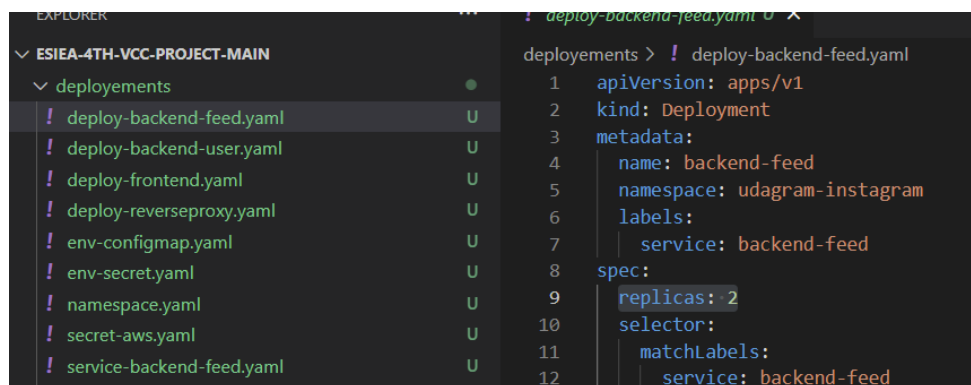 EXPLORER
ESIEA-4TH-VCC-PROJECT-MAIN
deployements
! deploy-backend-feed.yaml U
! deploy-backend-user.yaml U
! deploy-frontend.yaml U
! deploy-reverseproxy.yaml U
! env-configmap.yaml U
! env-secret.yaml U
! namespace.yaml U
! secret-aws.yaml U
! service-backend-feed.yaml U
! deploy-backend-feed.yaml U
deployements > ! deploy-backend-feed.yaml
1 apiVersion: apps/v1
2 kind: Deployment
3 metadata:
4 name: backend-feed
5 namespace: udagram-instagram
6 labels:
7 service: backend-feed
8 spec:
9 replicas: 2
10 selector:
11 matchLabels:
12 service: backend-feed